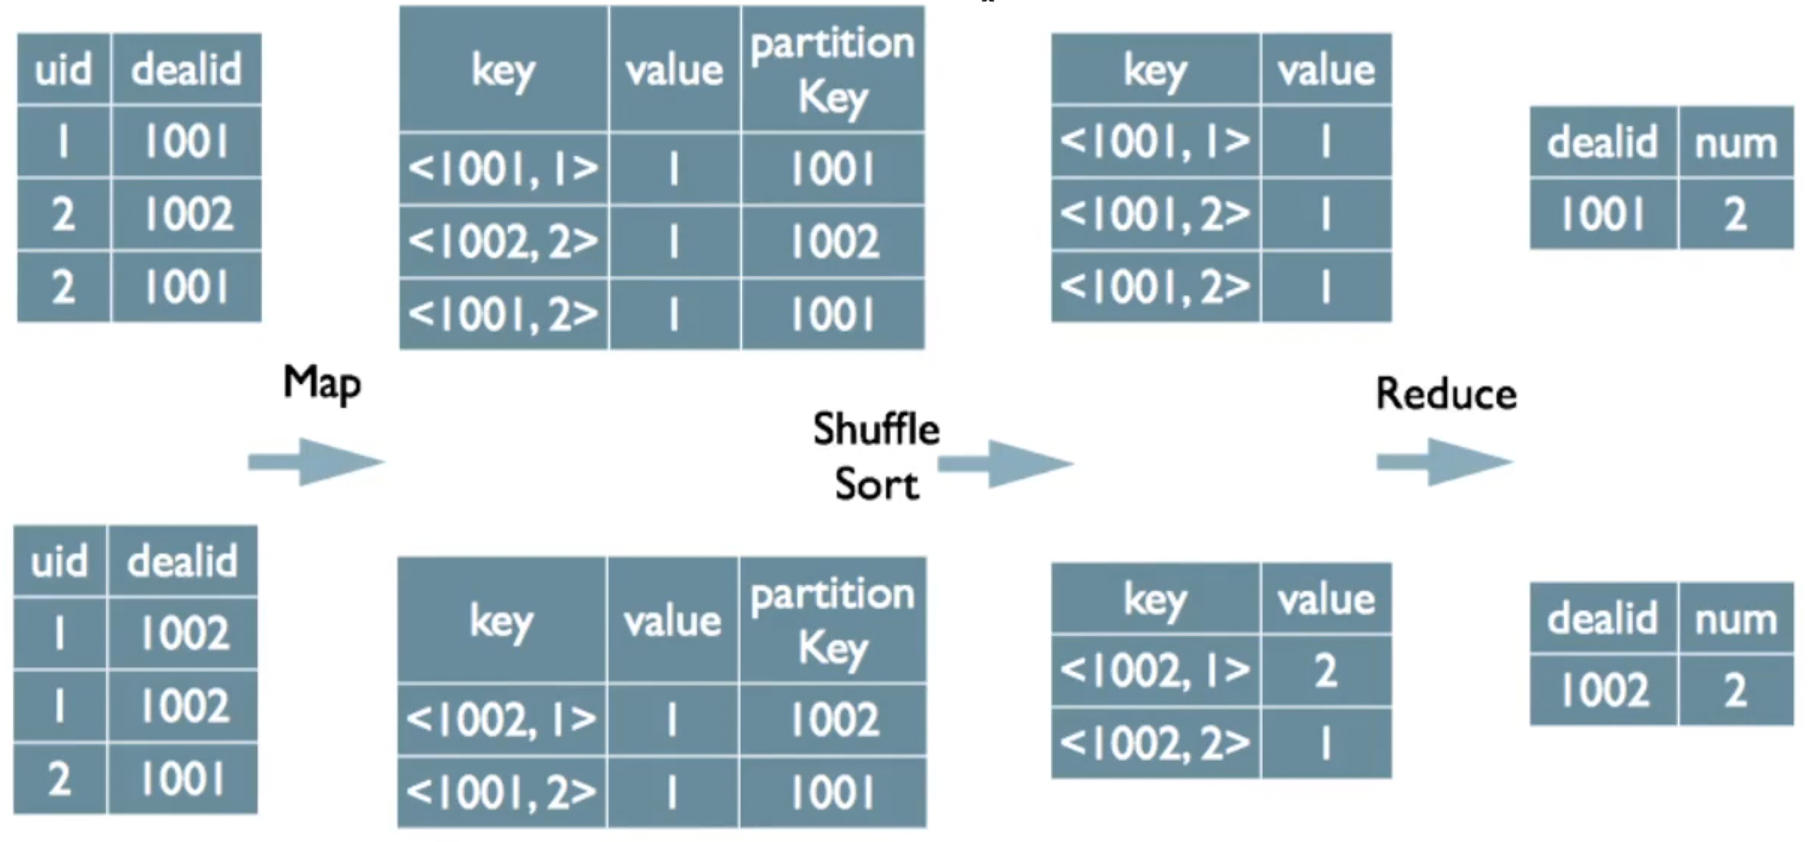 uid dealid
1 1001
2 1002
2 1001
key value partition Key
<1001, 1> 1 1001
<1002, 2> 1 1002
<1001, 2> 1 1001
key value
<1001, 1> 1
<1001, 2> 1
<1001, 2> 1
dealid num
1001 2
Map
Shuffle
Sort
Reduce
uid dealid
1 1002
1 1002
2 1001
key value partition Key
<1002, 1> 1 1002
<1001, 2> 1 1001
key value
<1002, 1> 2
<1002, 2> 1
dealid num
1002 2